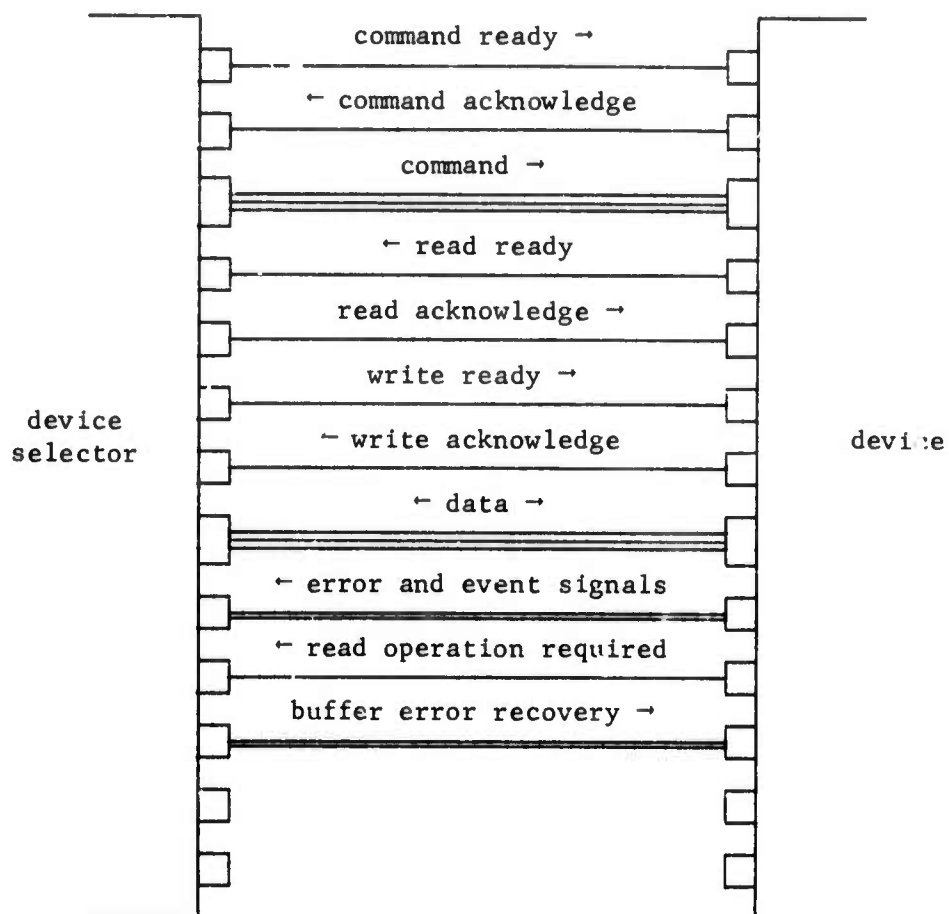 command ready →
← command acknowledge
command →
← read ready
read acknowledge →
write ready →
← write acknowledge
device
selector
device
← data →
← error and event signals
← read operation required
buffer error recovery →